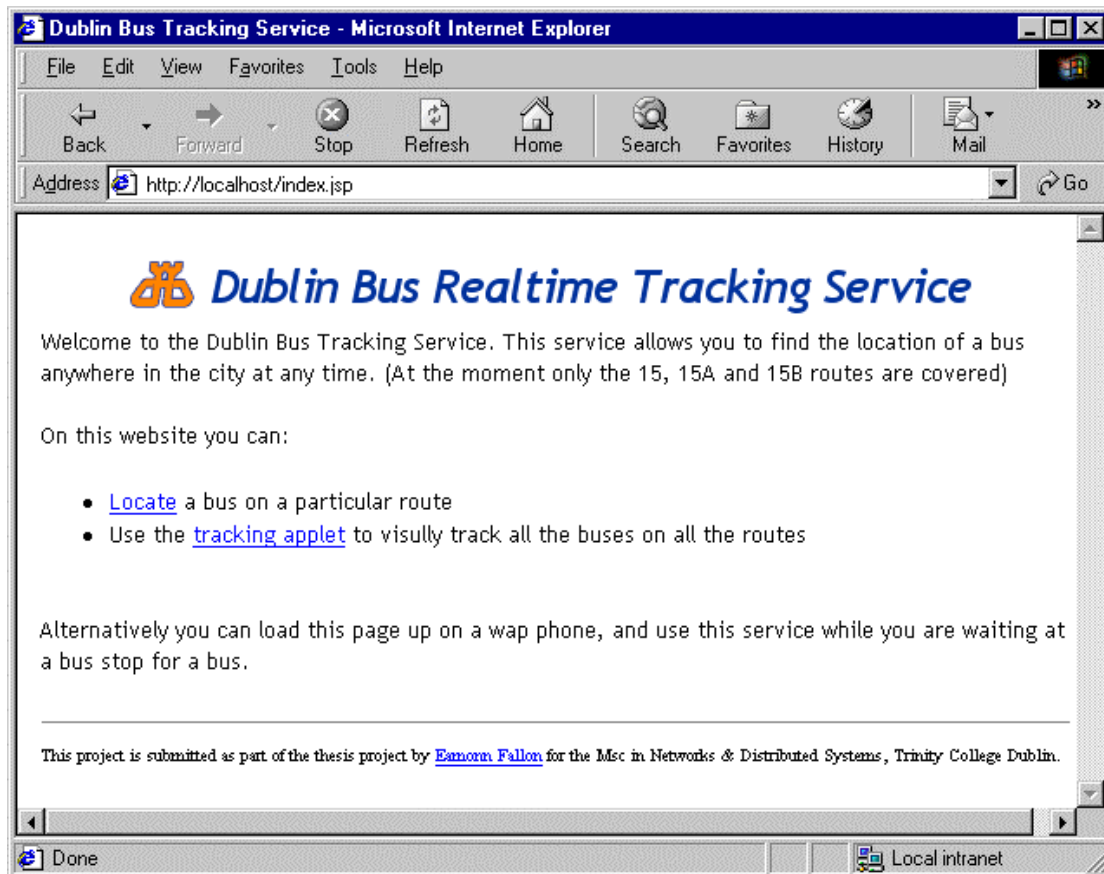 Dublin Bus Tracking Service - Microsoft Internet Explorer
File Edit View Favorites Tools Help
Back Forward Stop Refresh Home Search Favorites History Mail »
Address http://localhost/index.jsp Go
Dublin Bus Realtime Tracking Service
Welcome to the Dublin Bus Tracking Service. This service allows you to find the location of a bus
anywhere in the city at any time. (At the moment only the 15, 15A and 15B routes are covered)
On this website you can:
• Locate a bus on a particular route
• Use the tracking applet to visully track all the buses on all the routes
Alternatively you can load this page up on a wap phone, and use this service while you are waiting at
a bus stop for a bus.
This project is submitted as part of the thesis project by Eamonn Fallon for the Msc in Networks & Distributed Systems, Trinity College Dublin.
Done Local intranet